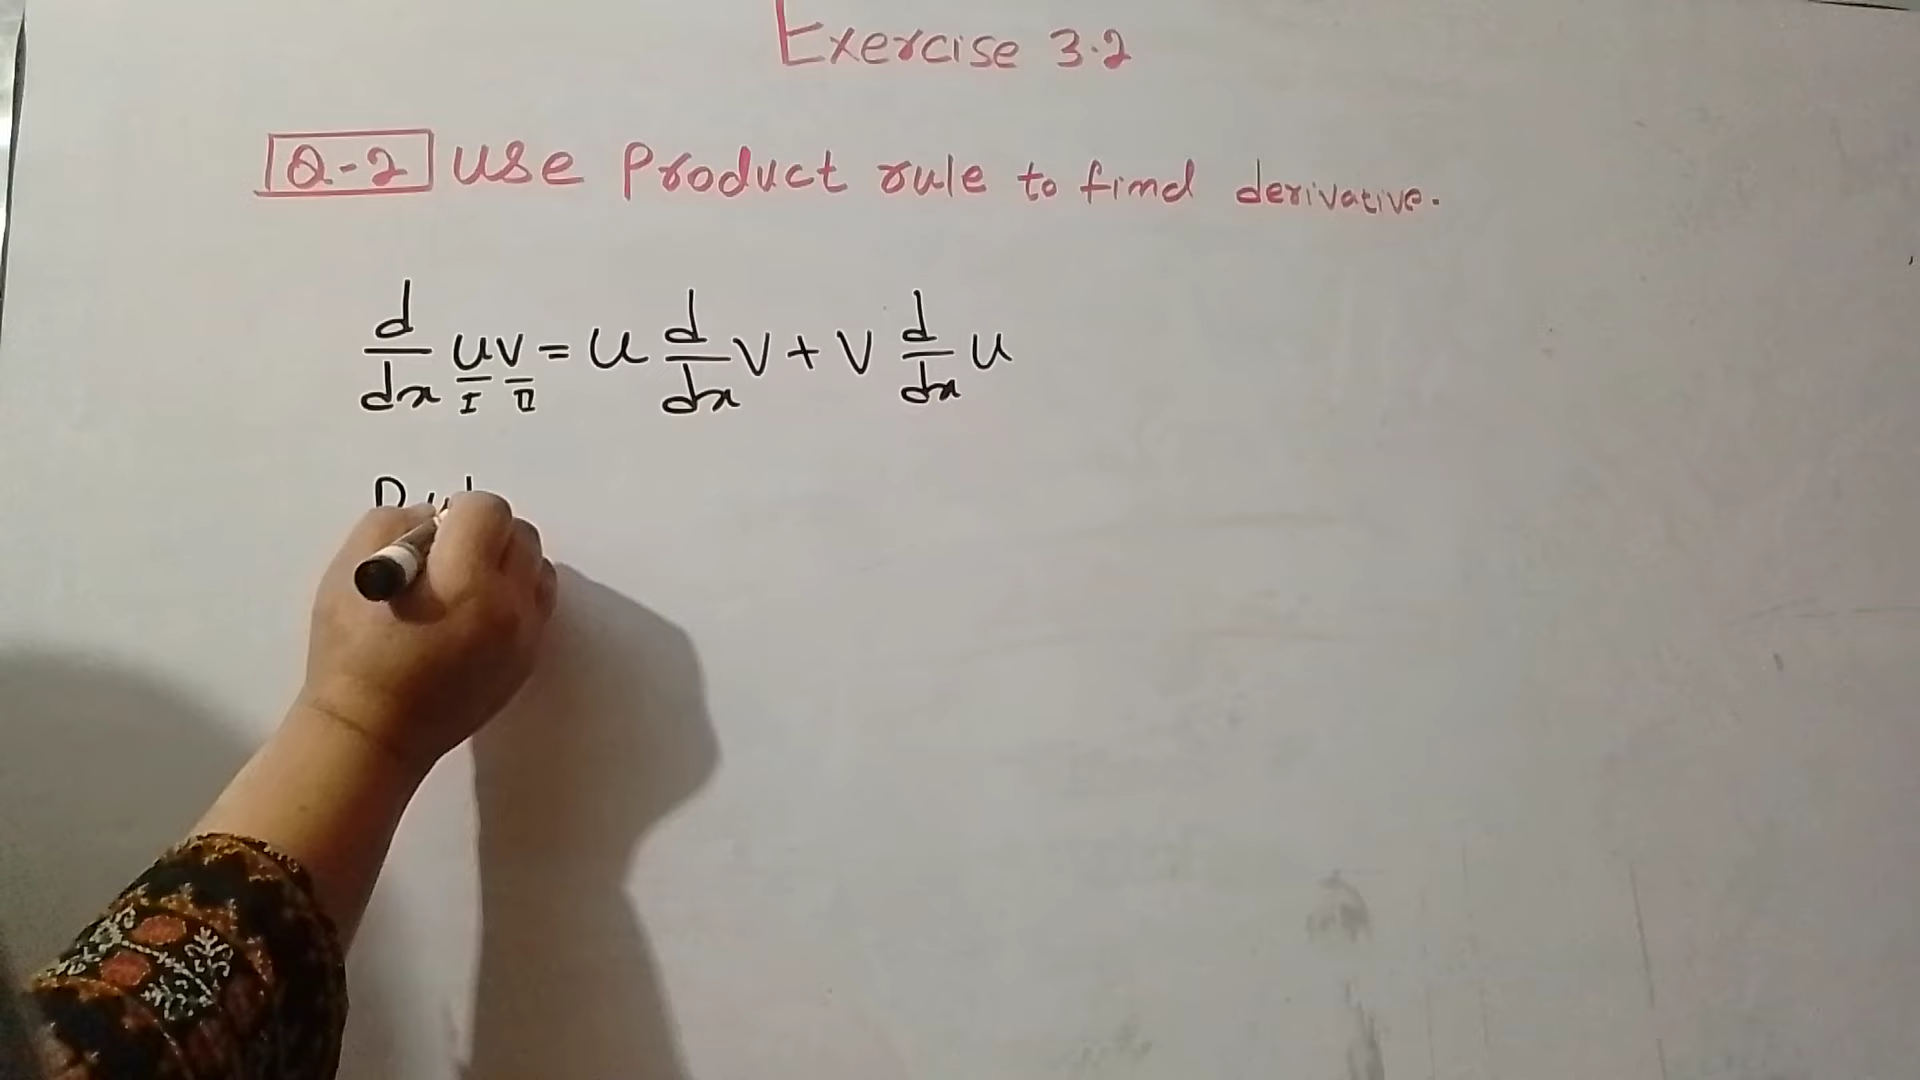 Exercise 3.2
Q-2 Use Product rule to find derivative.
d/dx uv = u d/dx v + v d/dx u
I II